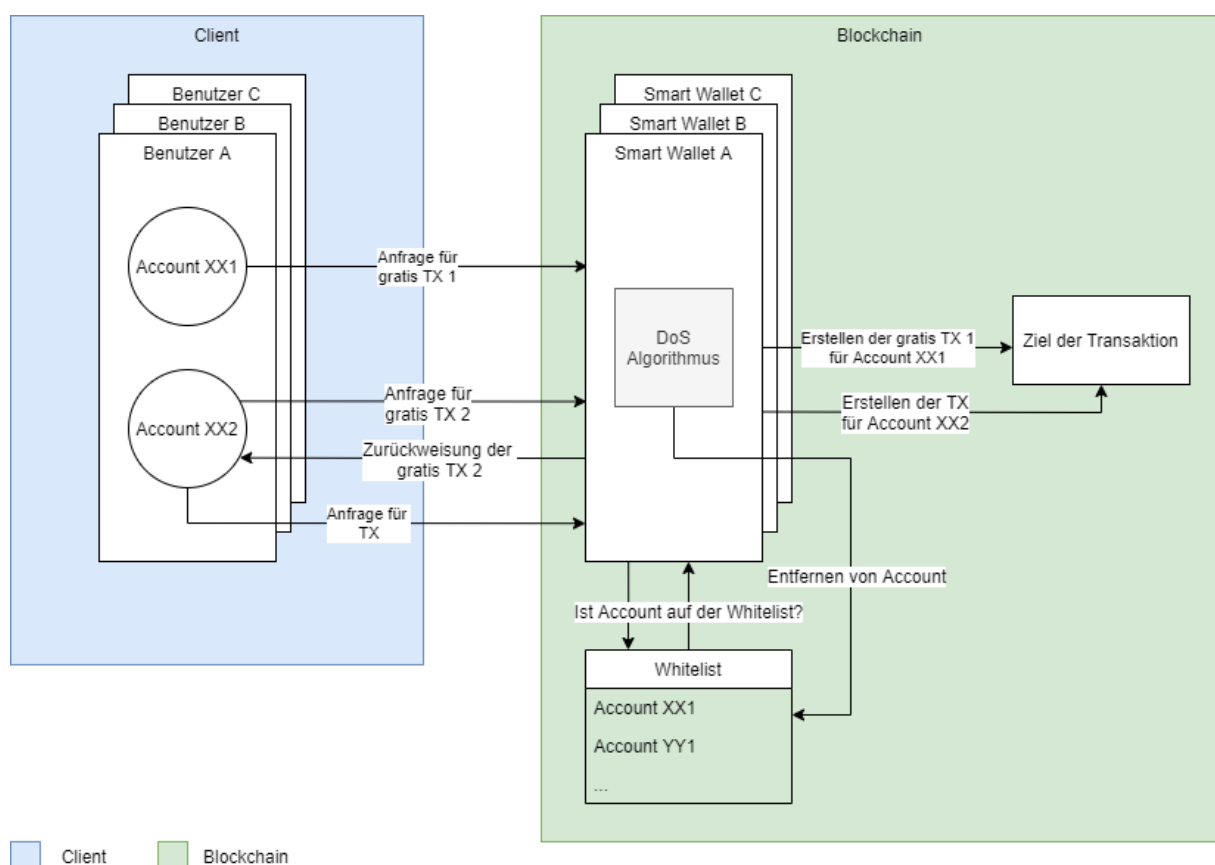 Client
Blockchain
Benutzer C
Benutzer B
Benutzer A
Smart Wallet C
Smart Wallet B
Smart Wallet A
Account XX1
Anfrage für
gratis TX 1
DoS
Algorithmus
Erstellen der gratis TX 1
für Account XX1
Ziel der Transaktion
Account XX2
Anfrage für
gratis TX 2
Erstellen der TX
für Account XX2
Zurückweisung der
gratis TX 2
Anfrage für
TX
Entfernen von Account
Ist Account auf der Whitelist?
Whitelist
Account XX1
Account YY1
...
Client
Blockchain